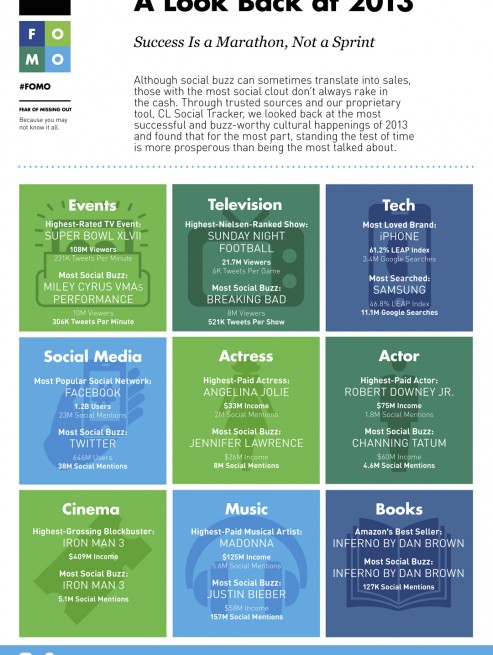 A Look Back at 2013
Success Is a Marathon, Not a Sprint
F O
M O
#FOMO
FEAR OF MISSING OUT
Because you may
not know it all.
Although social buzz can sometimes translate into sales,
those with the most social clout don't always rake in
the cash. Through trusted sources and our proprietary
tool, CL Social Tracker, we looked back at the most
successful and buzz-worthy cultural happenings of 2013
and found that for the most part, standing the test of time
is more prosperous than being the most talked about.
Events
Highest-Rated TV Event:
SUPER BOWL XLVII
108M Viewers
231K Tweets Per Minute
Most Social Buzz:
MILEY CYRUS VMAs
PERFORMANCE
10M Viewers
306K Tweets Per Minute
Television
Highest-Nielsen-Ranked Show:
SUNDAY NIGHT
FOOTBALL
21.7M Viewers
6K Tweets Per Game
Most Social Buzz:
BREAKING BAD
8M Viewers
521K Tweets Per Show
Tech
Most Loved Brand:
iPHONE
61.2% LEAP Index
3.4M Google Searches
Most Searched:
SAMSUNG
46.8% LEAP Index
11.1M Google Searches
Social Media
Most Popular Social Network:
FACEBOOK
1.2B Users
23M Social Mentions
Most Social Buzz:
TWITTER
646M Users
38M Social Mentions
Actress
Highest-Paid Actress:
ANGELINA JOLIE
$33M Income
2M Social Mentions
Most Social Buzz:
JENNIFER LAWRENCE
$26M Income
8M Social Mentions
Actor
Highest-Paid Actor:
ROBERT DOWNEY JR.
$75M Income
1.8M Social Mentions
Most Social Buzz:
CHANNING TATUM
$60M Income
4.6M Social Mentions
Cinema
Highest-Grossing Blockbuster:
IRON MAN 3
$409M Income
Most Social Buzz:
IRON MAN 3
5.1M Social Mentions
Music
Highest-Paid Musical Artist:
MADONNA
$125M Income
5.6M Social Mentions
Most Social Buzz:
JUSTIN BIEBER
$58M Income
157M Social Mentions
Books
Amazon's Best Seller:
INFERNO BY DAN BROWN
Most Social Buzz:
INFERNO BY DAN BROWN
127K Social Mentions